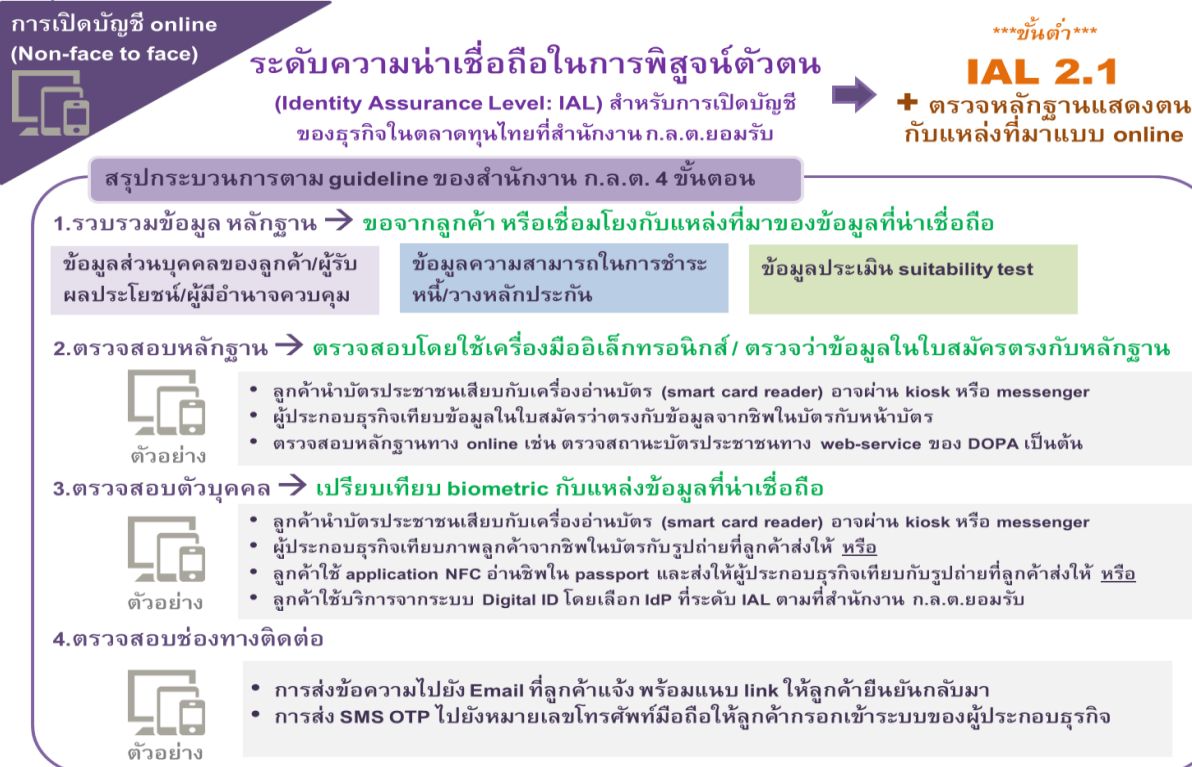 การเปิดบัญชี online
(Non-face to face)
ระดับความน่าเชื่อถือในการพิสูจน์ตัวตน
(Identity Assurance Level: IAL) สำหรับการเปิดบัญชี
ของธุรกิจในตลาดทุนไทยที่สำนักงาน ก.ล.ต.ยอมรับ
***ขั้นต่ำ***
IAL 2.1
+ ตรวจหลักฐานแสดงตน
กับแหล่งที่มาแบบ online
สรุปกระบวนการตาม guideline ของสำนักงาน ก.ล.ต. 4 ขั้นตอน
1.รวบรวมข้อมูล หลักฐาน → ขอจากลูกค้า หรือเชื่อมโยงกับแหล่งที่มาของข้อมูลที่น่าเชื่อถือ
ข้อมูลส่วนบุคคลของลูกค้า/ผู้รับ
ผลประโยชน์/ผู้มีอำนาจควบคุม
ข้อมูลความสามารถในการชำระ
หนี้/วางหลักประกัน
ข้อมูลประเมิน suitability test
2.ตรวจสอบหลักฐาน → ตรวจสอบโดยใช้เครื่องมืออิเล็กทรอนิกส์/ ตรวจว่าข้อมูลในใบสมัครตรงกับหลักฐาน
ตัวอย่าง
• ลูกค้านำบัตรประชาชนเสียบกับเครื่องอ่านบัตร (smart card reader) อาจผ่าน kiosk หรือ messenger
• ผู้ประกอบธุรกิจเทียบข้อมูลในใบสมัครว่าตรงกับข้อมูลจากชิพในบัตรกับหน้าบัตร
• ตรวจสอบหลักฐานทาง online เช่น ตรวจสถานะบัตรประชาชนทาง web-service ของ DOPA เป็นต้น
3.ตรวจสอบตัวบุคคล → เปรียบเทียบ biometric กับแหล่งข้อมูลที่น่าเชื่อถือ
ตัวอย่าง
• ลูกค้านำบัตรประชาชนเสียบกับเครื่องอ่านบัตร (smart card reader) อาจผ่าน kiosk หรือ messenger
• ผู้ประกอบธุรกิจเทียบภาพลูกค้าจากชิพในบัตรกับรูปถ่ายที่ลูกค้าส่งให้ หรือ
• ลูกค้าใช้ application NFC อ่านชิพใน passport และส่งให้ผู้ประกอบธุรกิจเทียบกับรูปถ่ายที่ลูกค้าส่งให้ หรือ
• ลูกค้าใช้บริการจากระบบ Digital ID โดยเลือก IdP ที่ระดับ IAL ตามที่สำนักงาน ก.ล.ต.ยอมรับ
4.ตรวจสอบช่องทางติดต่อ
ตัวอย่าง
• การส่งข้อความไปยัง Email ที่ลูกค้าแจ้ง พร้อมแนบ link ให้ลูกค้ายืนยันกลับมา
• การส่ง SMS OTP ไปยังหมายเลขโทรศัพท์มือถือให้ลูกค้ากรอกเข้าระบบของผู้ประกอบธุรกิจ